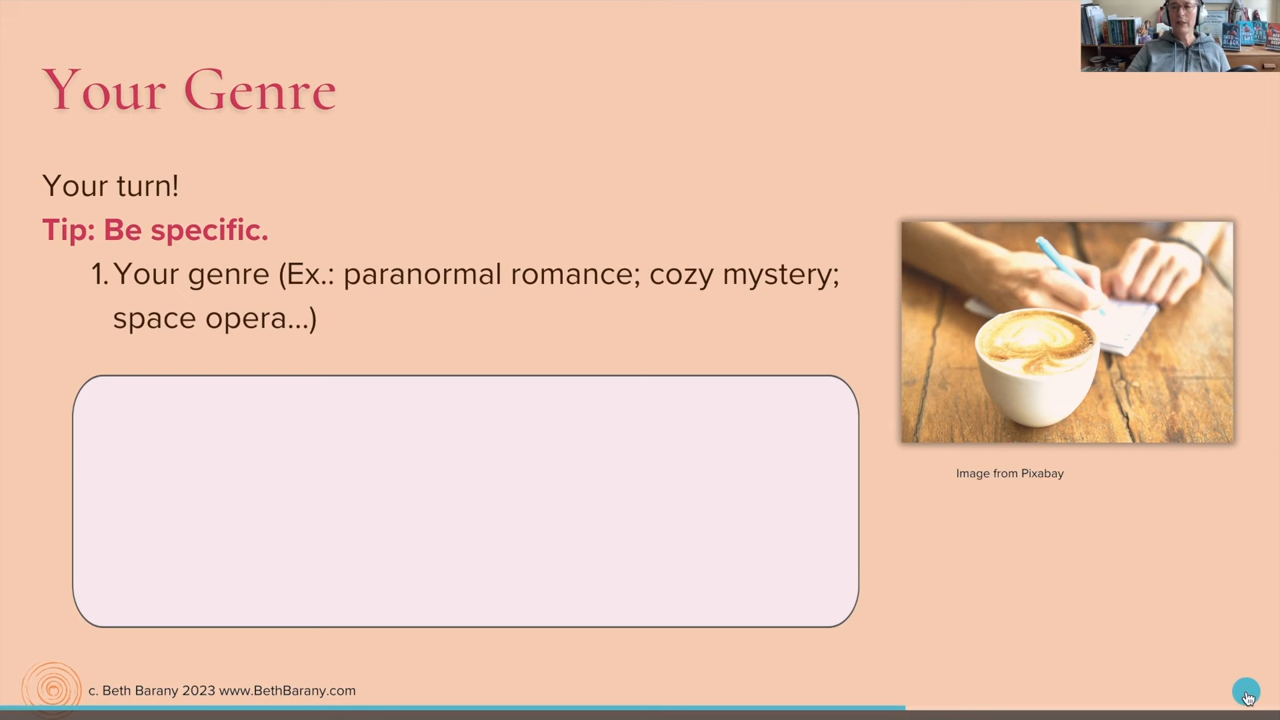 Your Genre
Your turn!
Tip: Be specific.
1. Your genre (Ex.: paranormal romance; cozy mystery;
space opera...)
Image from Pixabay
c. Beth Barany 2023 www.BethBarany.com